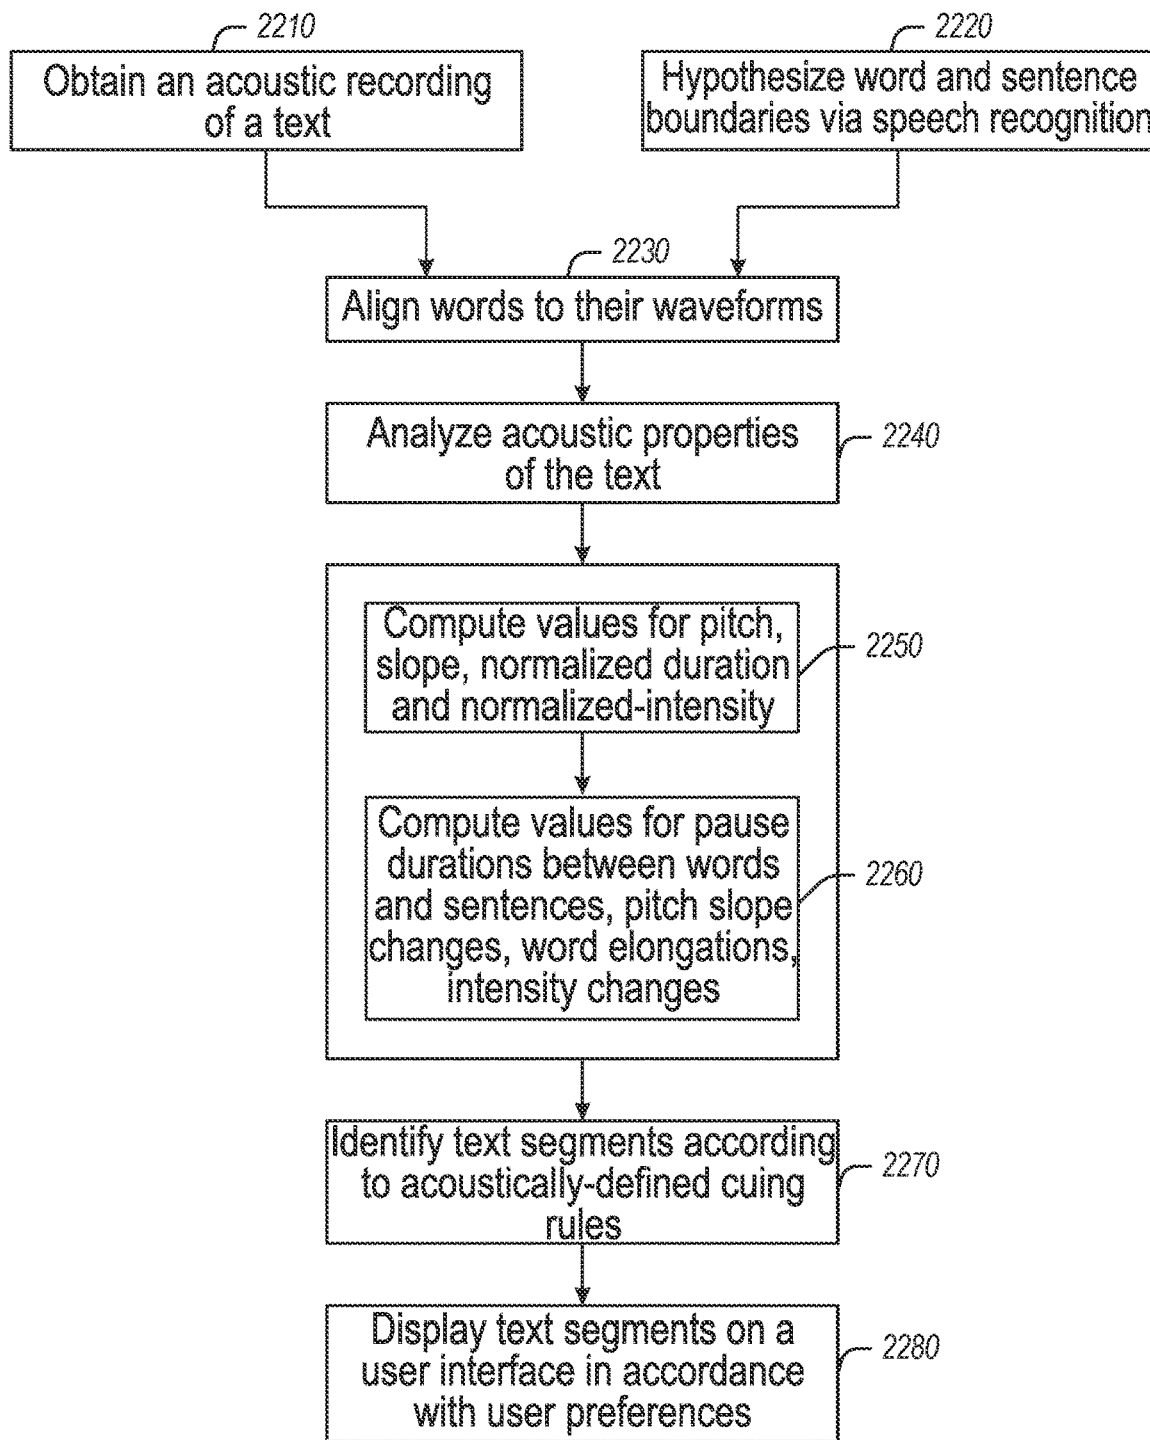 2210
Obtain an acoustic recording
of a text
2220
Hypothesize word and sentence
boundaries via speech recognition
2230
Align words to their waveforms
Analyze acoustic properties
of the text
2240
Compute values for pitch,
slope, normalized duration
and normalized-intensity
2250
Compute values for pause
durations between words
and sentences, pitch slope
changes, word elongations,
intensity changes
2260
Identify text segments according
to acoustically-defined cuing
rules
2270
Display text segments on a
user interface in accordance
with user preferences
2280